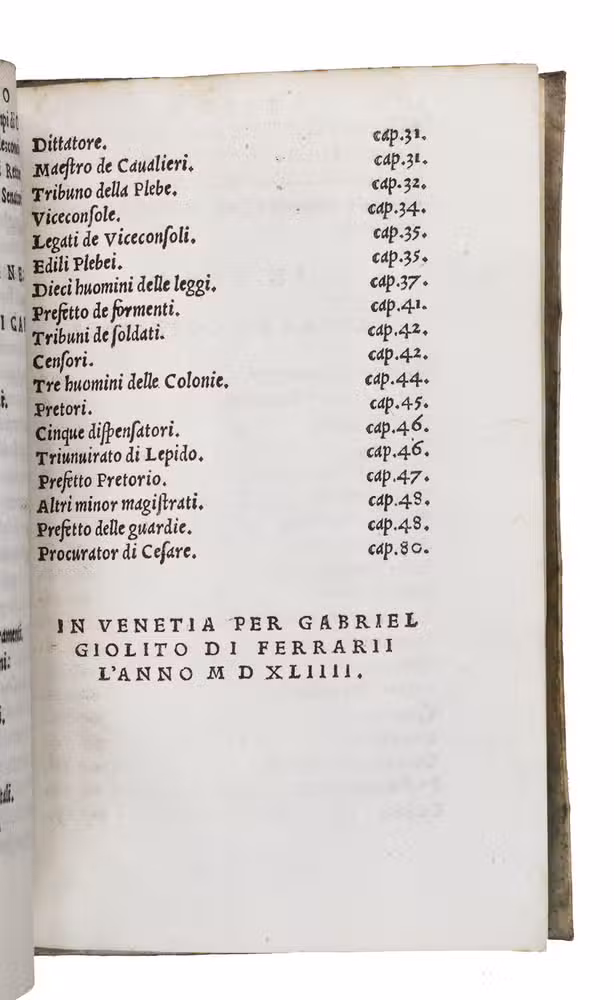 Dittatore. cap.31.
Maeſtro de Caualieri. cap.31.
Tribuno della Plebe. cap.32.
Viceconſole. cap.34.
Legati de Viceconſoli. cap.35.
Edili Plebei. cap.35.
Dieci huomini delle leggi. cap.37.
Prefetto de formenti. cap.41.
Tribuni de ſoldati. cap.42.
Cenſori. cap.42.
Tre huomini delle Colonie. cap.44.
Pretori. cap.45.
Cinque diſpenſatori. cap.46.
Triunuirato di Lepido. cap.46.
Prefetto Pretorio. cap.47.
Altri minor magiſtrati. cap.48.
Prefetto delle guardie. cap.48.
Procurator di Ceſare. cap.80.
IN VENETIA PER GABRIEL
GIOLITO DI FERRARII
L'ANNO M D XLIIII.